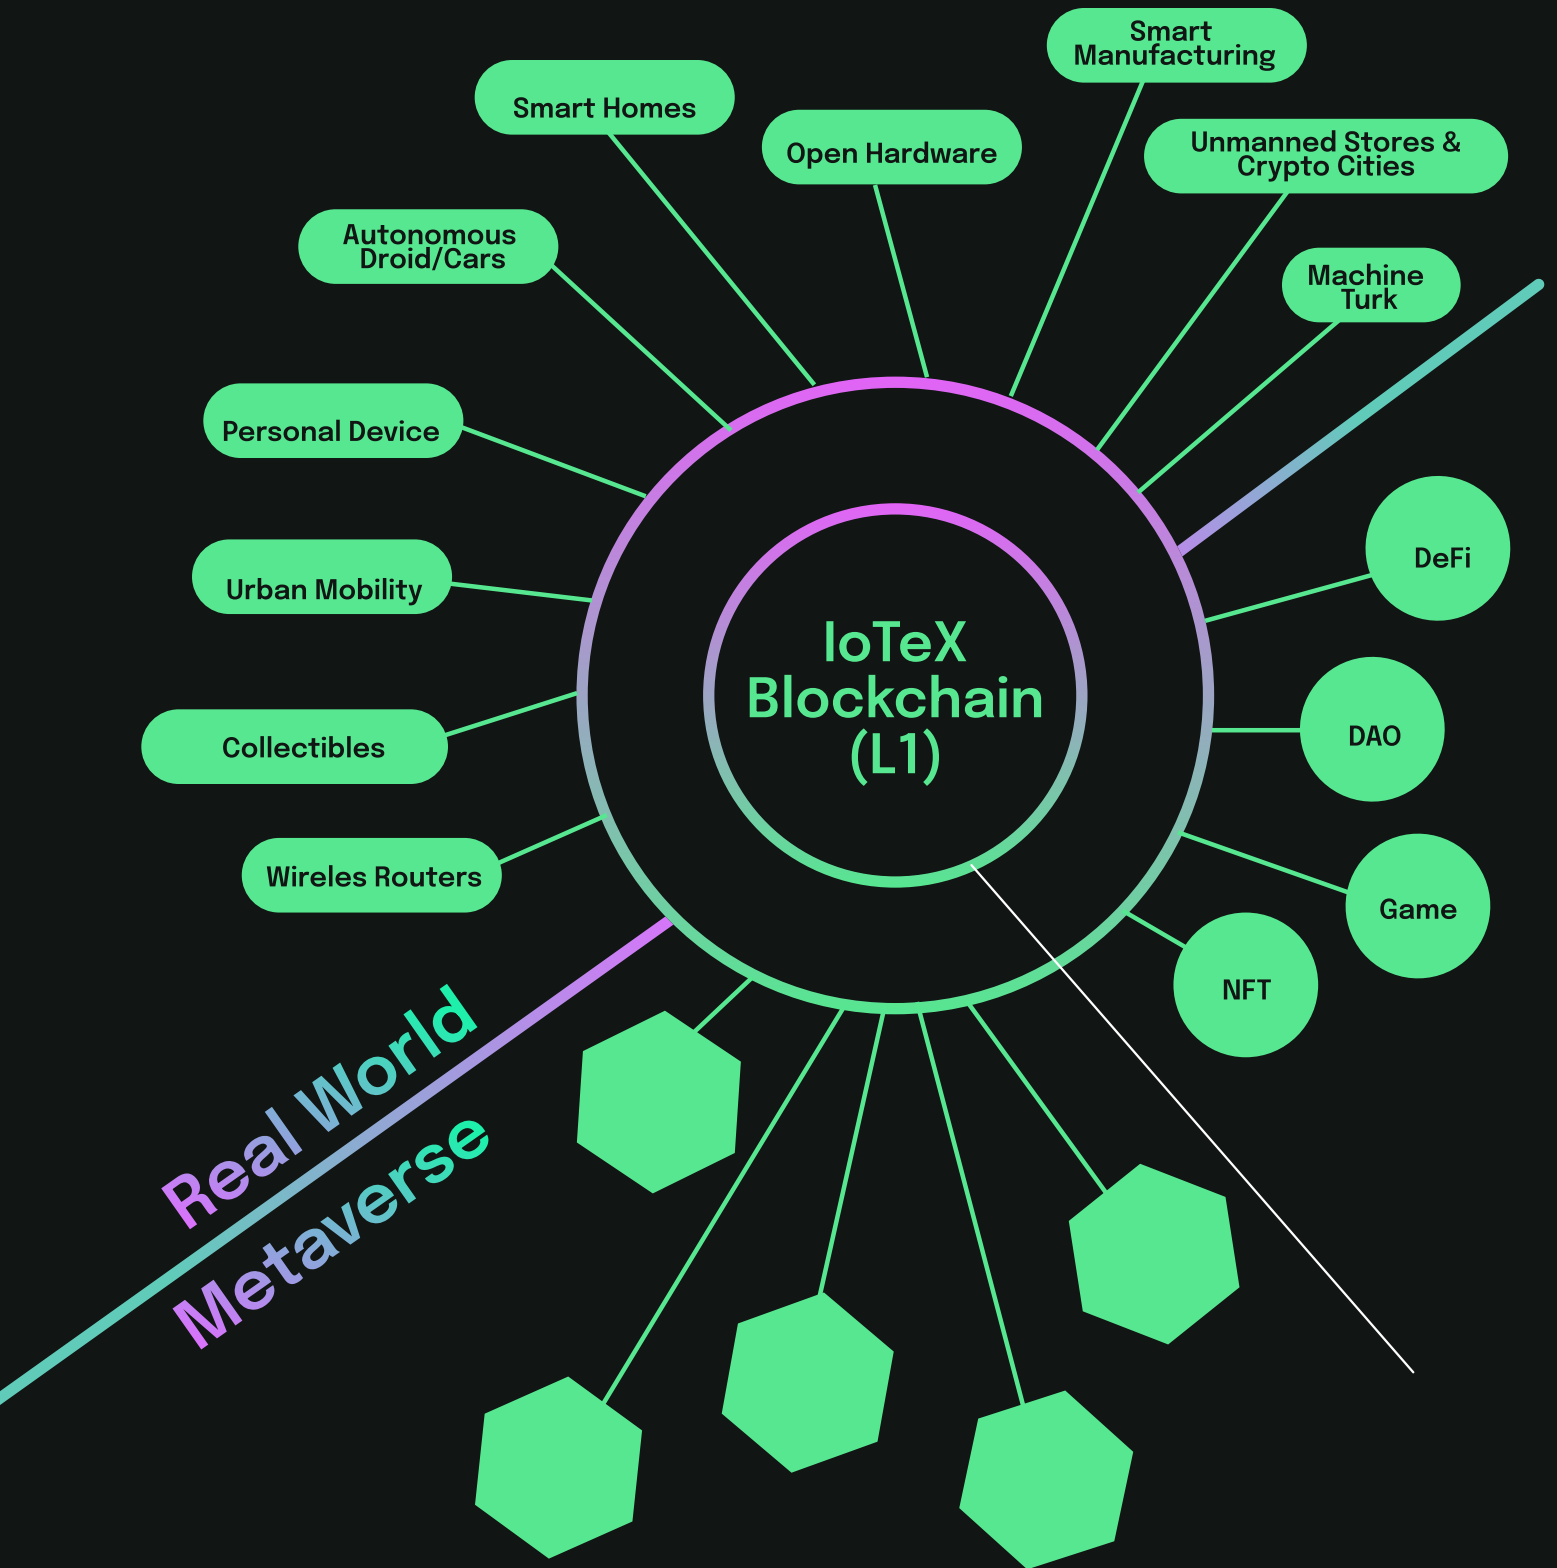 Smart
Manufacturing
Smart Homes
Open Hardware
Unmanned Stores &
Crypto Cities
Autonomous
Droid/Cars
Machine
Turk
Personal Device
Urban Mobility
Collectibles
Wireles Routers
IoTeX
Blockchain
(L1)
DeFi
DAO
Game
NFT
Real World
Metaverse